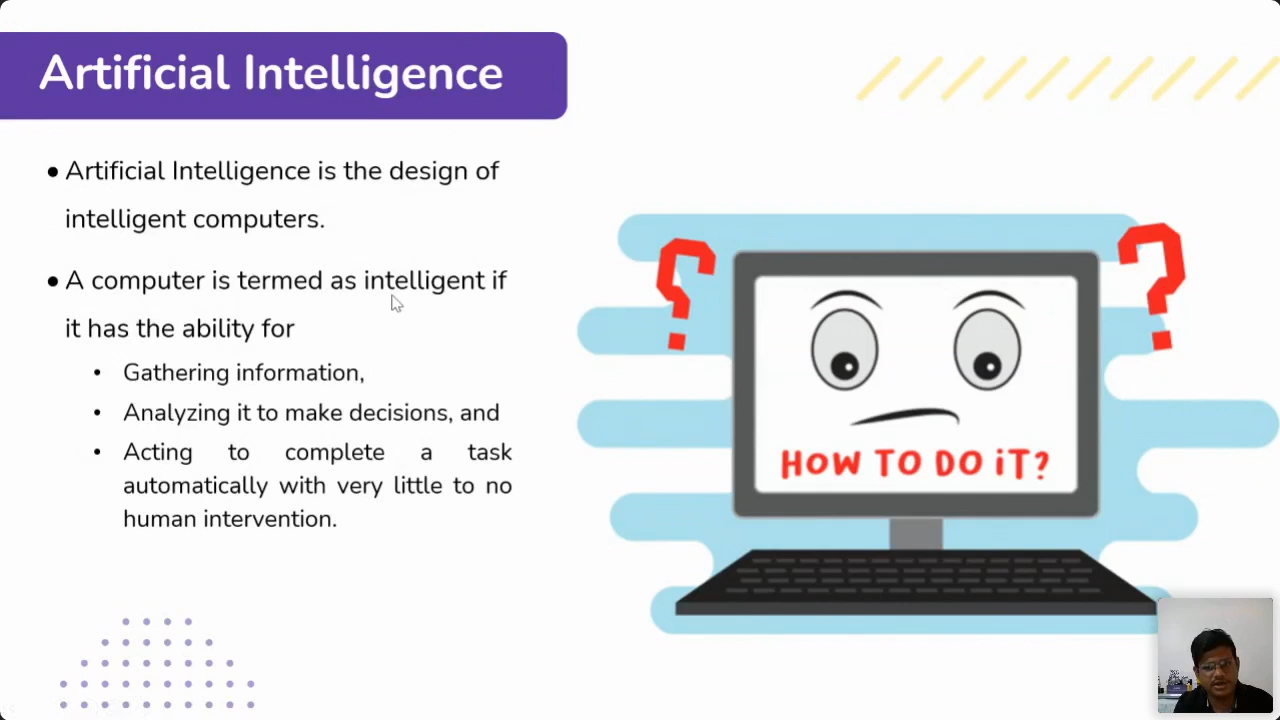 Artificial Intelligence
• Artificial Intelligence is the design of
intelligent computers.
• A computer is termed as intelligent if
it has the ability for
• Gathering information,
• Analyzing it to make decisions, and
• Acting to complete a task
automatically with very little to no
human intervention.
? ?
HOW TO DO iT?